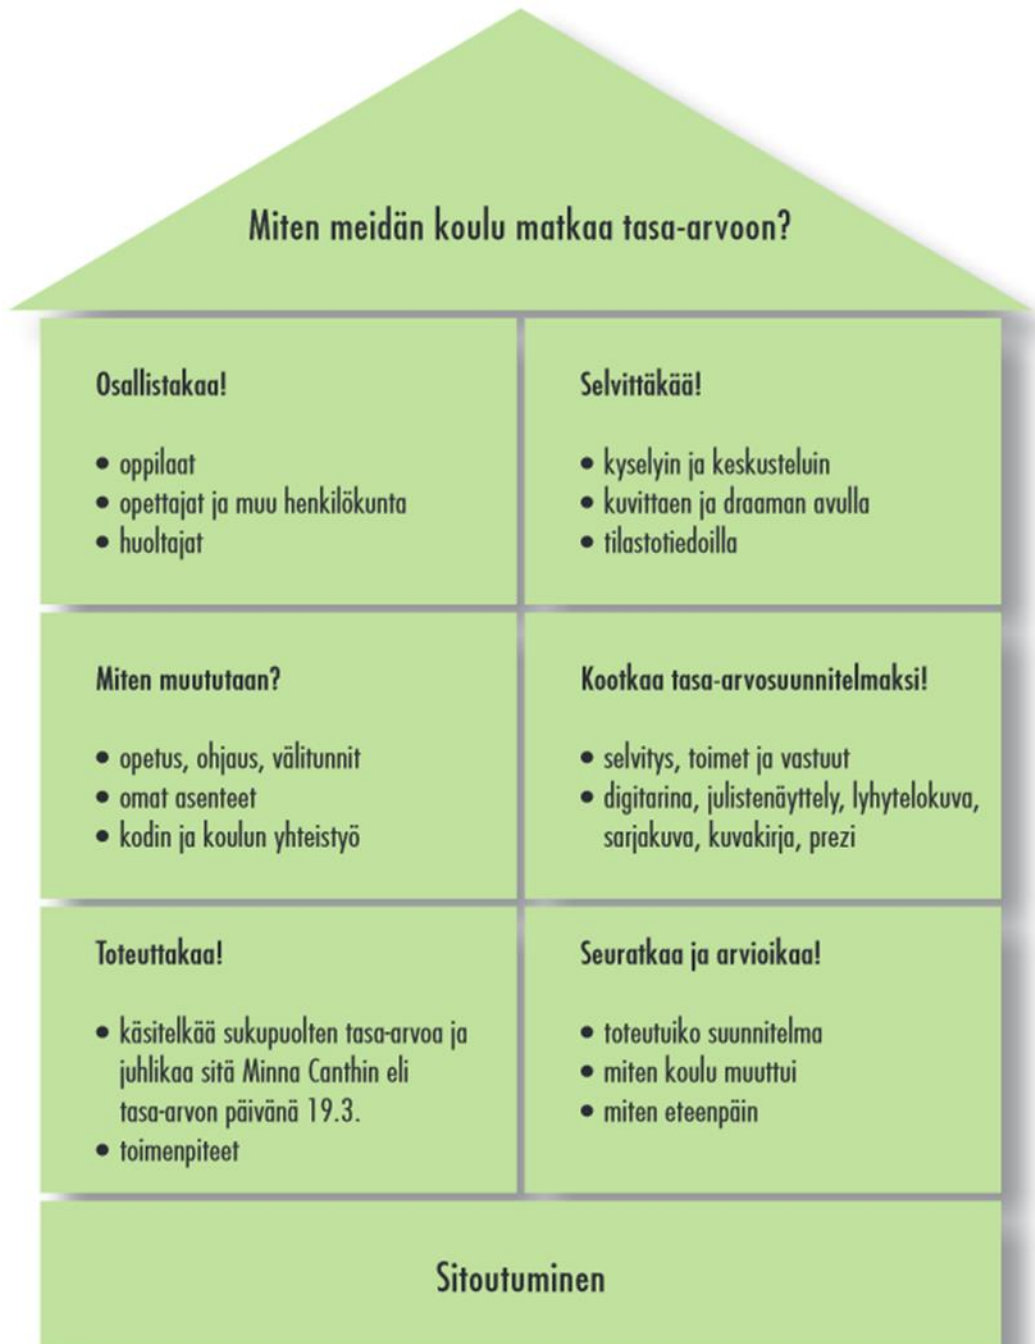 Miten meidän koulu matkaa tasa-arvoon?
Osallistakaa!
• oppilaat
• opettajat ja muu henkilökunta
• huoltajat
Selvittäkää!
• kyselyin ja keskusteluin
• kuvittaen ja draaman avulla
• tilastotiedoilla
Miten muututaan?
• opetus, ohjaus, välitunnit
• omat asenteet
• kodin ja koulun yhteistyö
Kootkaa tasa-arvosuunnitelmaksi!
• selvitys, toimet ja vastuut
• digitarina, julistenäyttely, lyhytelokuva,
sarjakuva, kuvakirja, prezi
Toteuttakaa!
• käsitelkää sukupuolten tasa-arvoa ja
juhlikaa sitä Minna Canthin eli
tasa-arvon päivänä 19.3.
• toimenpiteet
Seuratkaa ja arvioikaa!
• toteutuiko suunnitelma
• miten koulu muuttui
• miten eteenpäin
Sitoutuminen